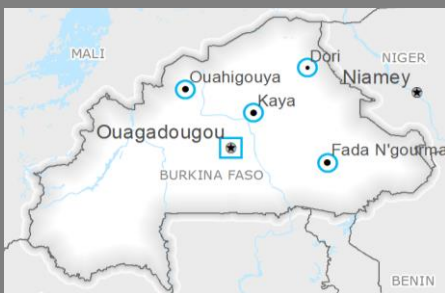 MALI
Dori
NIGER
Ouahigouya
Niamey
Kaya
Ouagadougou
Fada N'gourma
BURKINA FASO
BENIN